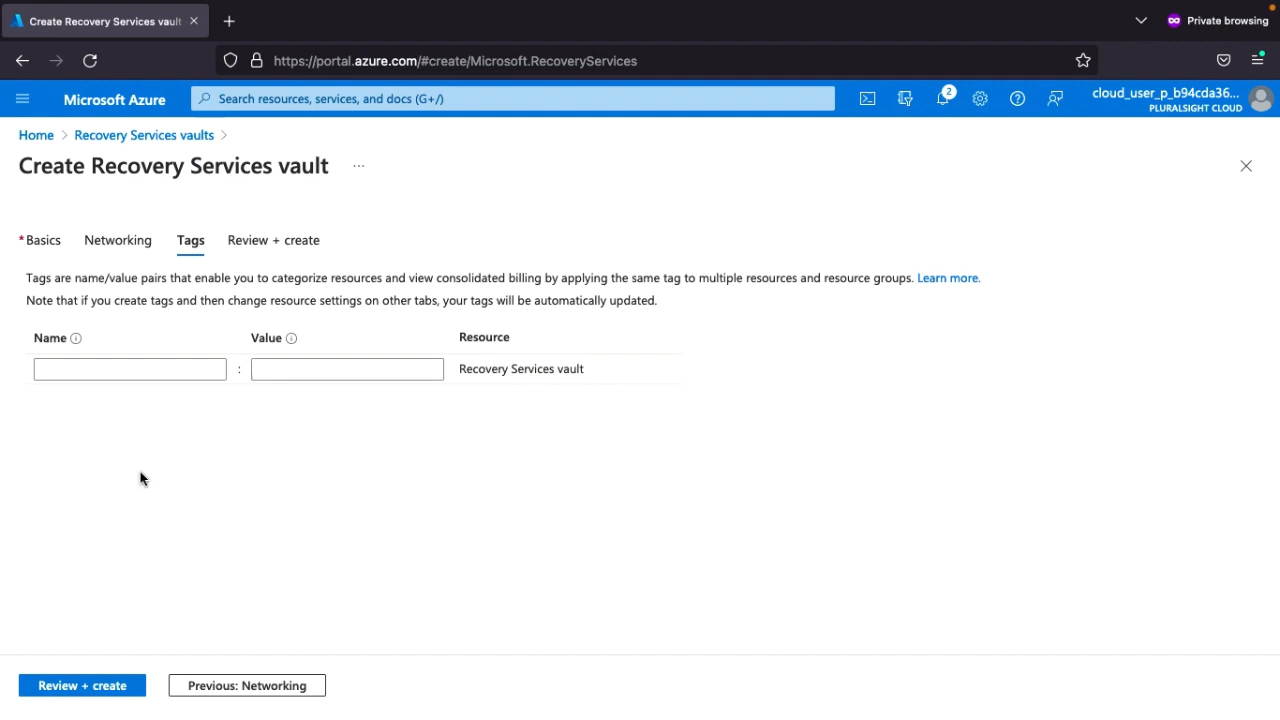 Create Recovery Services vault
Private browsing
https://portal.azure.com/#create/Microsoft.RecoveryServices
Microsoft Azure
Search resources, services, and docs (G+/)
2
cloud_user_p_b94cda36...
PLURALSIGHT CLOUD
Home > Recovery Services vaults >
Create Recovery Services vault ...
* Basics
Networking
Tags
Review + create
Tags are name/value pairs that enable you to categorize resources and view consolidated billing by applying the same tag to multiple resources and resource groups. Learn more.
Note that if you create tags and then change resource settings on other tabs, your tags will be automatically updated.
Name
Value
Resource
:
Recovery Services vault
Review + create
Previous: Networking